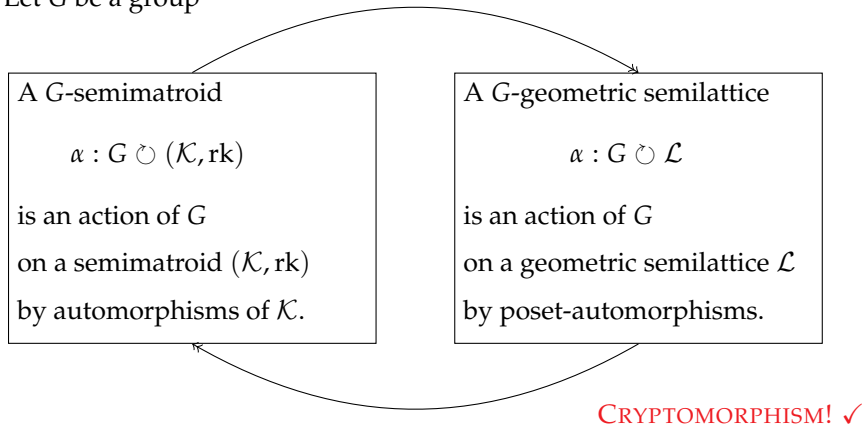 Let G be a group
A G-semimatroid
α : G ↻ (𝒦, rk)
is an action of G
on a semimatroid (𝒦, rk)
by automorphisms of 𝒦.
A G-geometric semilattice
α : G ↻ ℒ
is an action of G
on a geometric semilattice ℒ
by poset-automorphisms.
CRYPTOMORPHISM! ✓